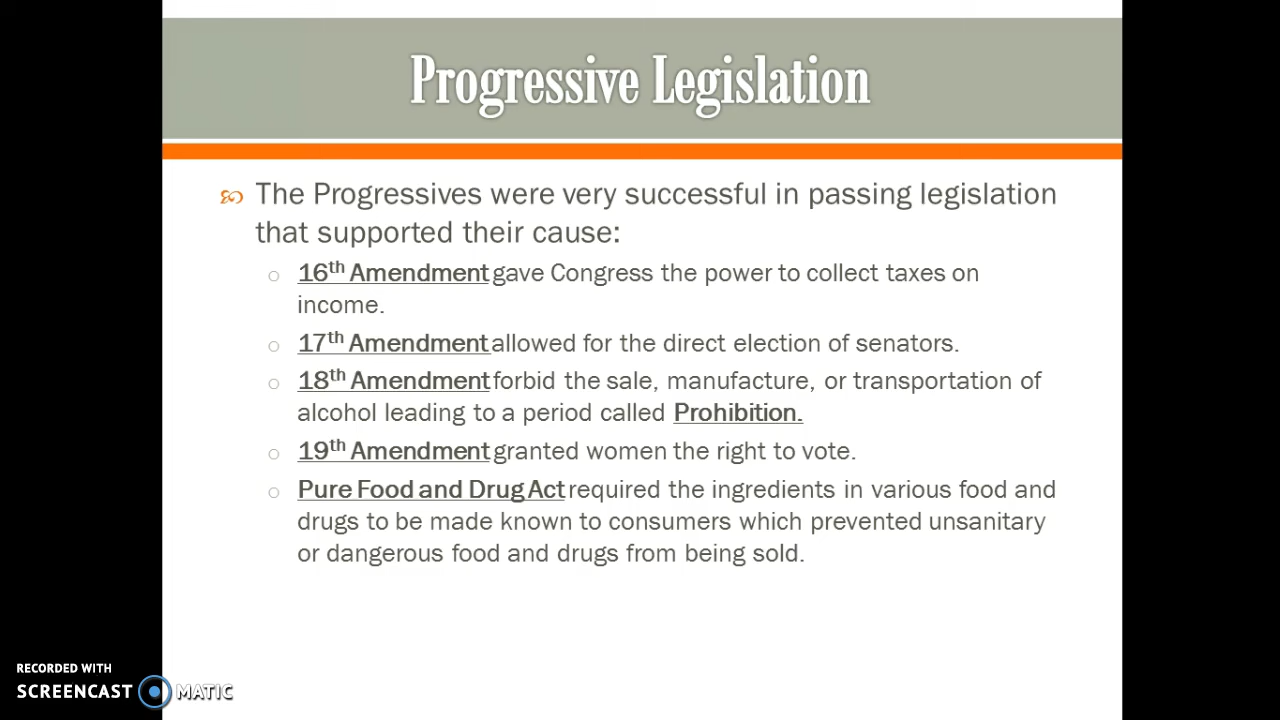 Progressive Legislation
The Progressives were very successful in passing legislation
that supported their cause:
16th Amendment gave Congress the power to collect taxes on
income.
17th Amendment allowed for the direct election of senators.
18th Amendment forbid the sale, manufacture, or transportation of
alcohol leading to a period called Prohibition.
19th Amendment granted women the right to vote.
Pure Food and Drug Act required the ingredients in various food and
drugs to be made known to consumers which prevented unsanitary
or dangerous food and drugs from being sold.
RECORDED WITH
SCREENCAST MATIC